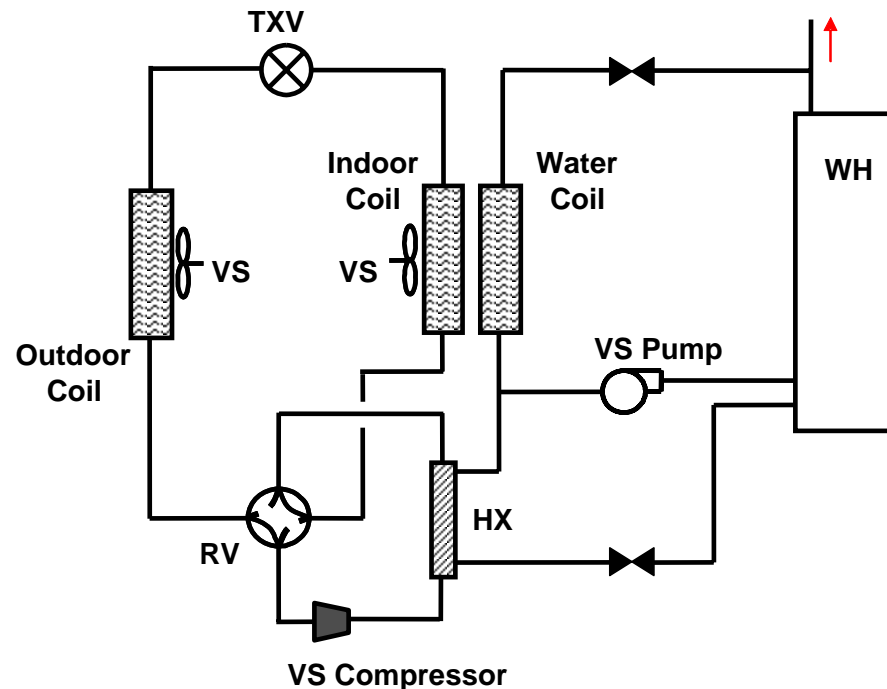 TXV
Indoor
Coil
Water
Coil
WH
VS
VS
Outdoor
Coil
VS Pump
HX
RV
VS Compressor